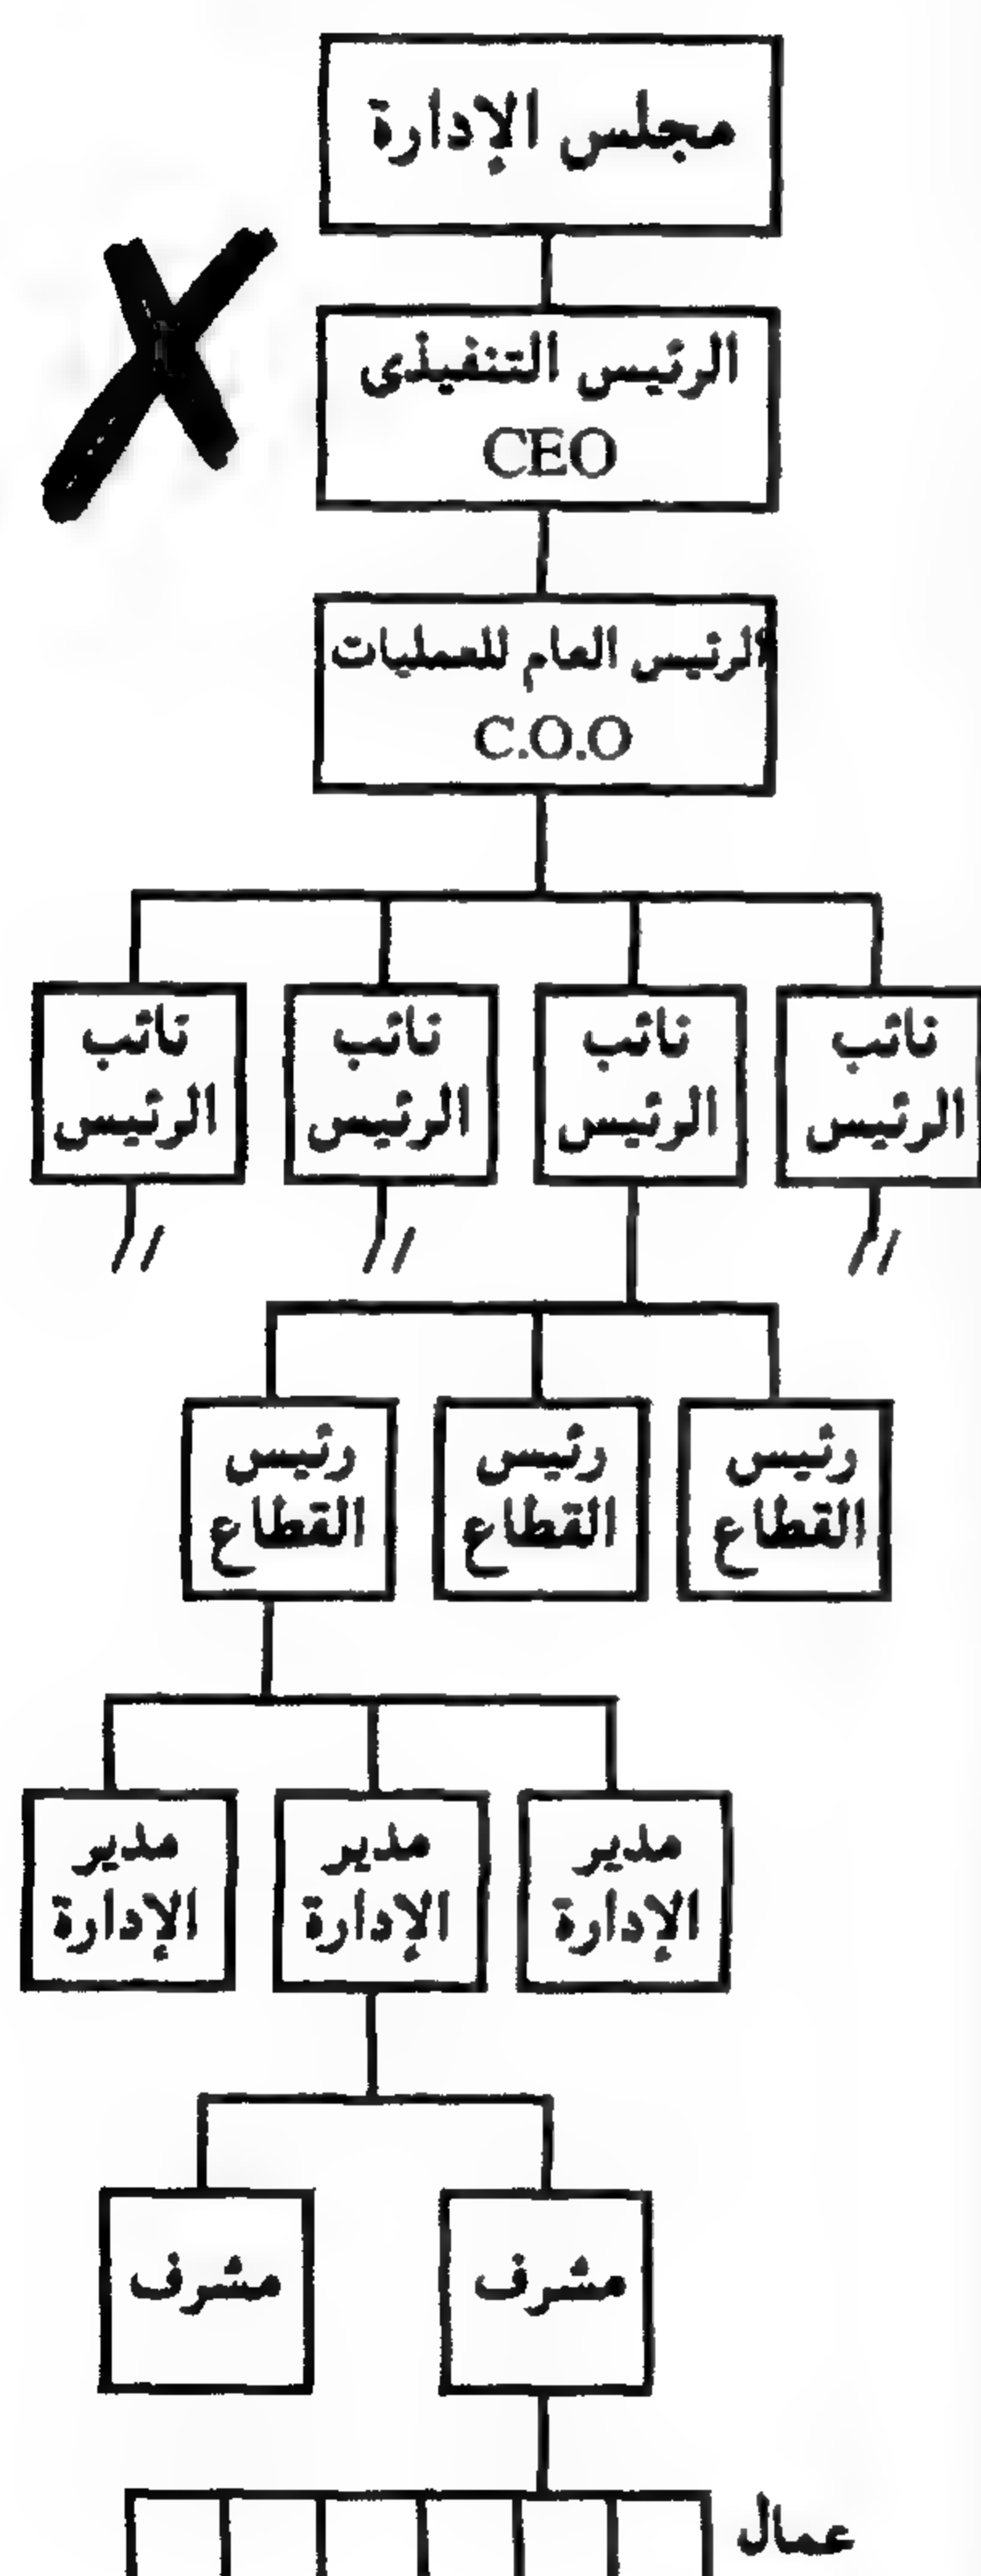 مجلس الإدارة
الرئيس التنفيذى
CEO
الرئيس العام للعمليات
C.O.O
نائب
الرئيس
نائب
الرئيس
نائب
الرئيس
نائب
الرئيس
رئيس
القطاع
رئيس
القطاع
رئيس
القطاع
مدير
الإدارة
مدير
الإدارة
مدير
الإدارة
مشرف
مشرف
عمال